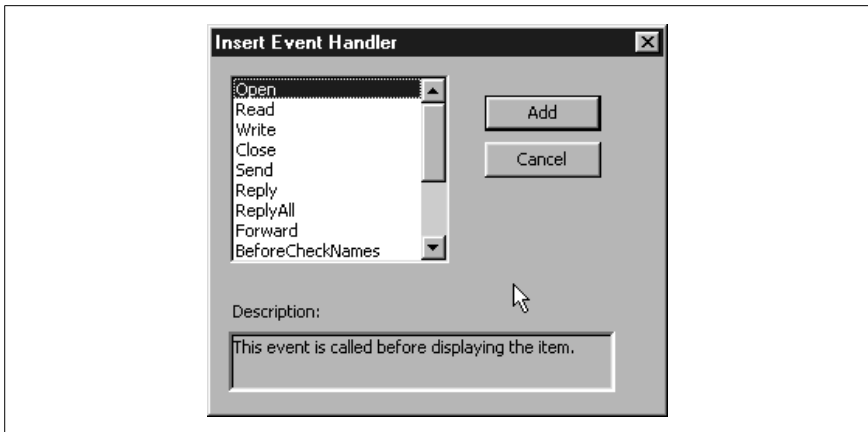 Insert Event Handler
Open
Read
Write
Close
Send
Reply
ReplyAll
Forward
BeforeCheckNames
Add
Cancel
Description:
This event is called before displaying the item.